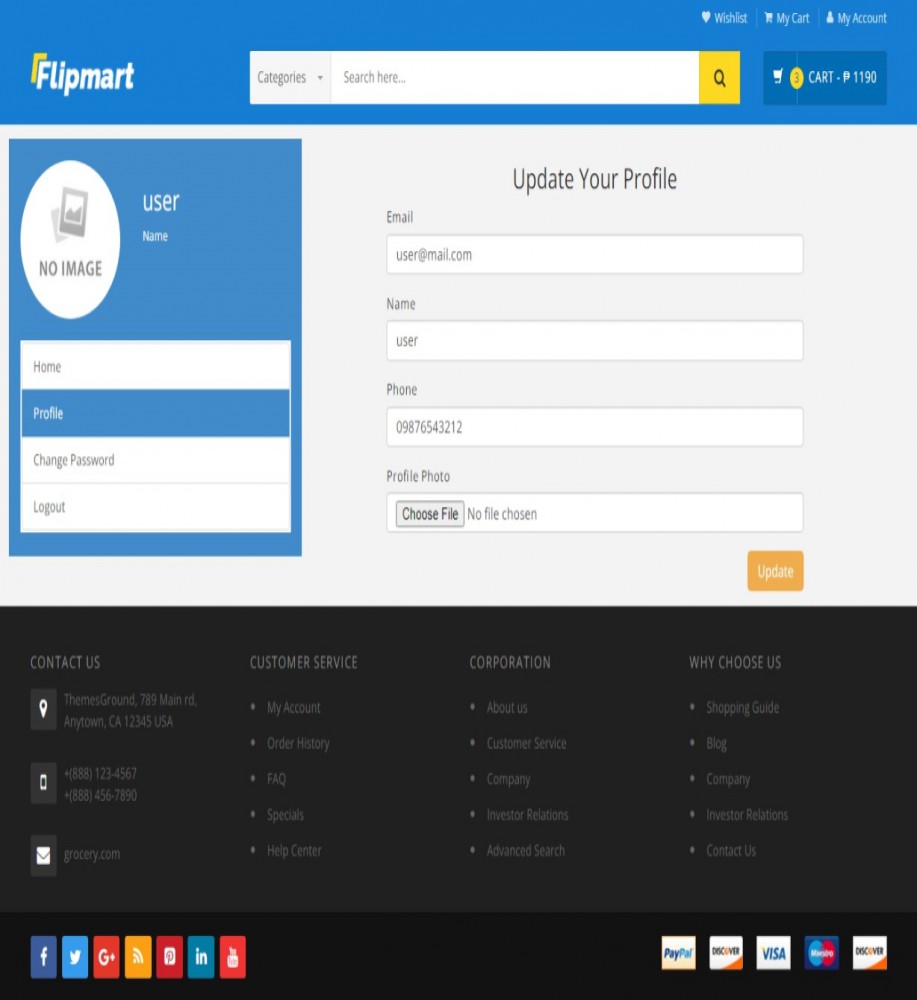 Wishlist My Cart My Account
Flipmart
Categories Search here... 3 CART - ₱ 1190
NO IMAGE
user
Name
Home
Profile
Change Password
Logout
Update Your Profile
Email
user@mail.com
Name
user
Phone
09876543212
Profile Photo
Choose File No file chosen
Update
CONTACT US
ThemesGround, 789 Main rd,
Anytown, CA 12345 USA
+(888) 123-4567
+(888) 456-7890
grocery.com
CUSTOMER SERVICE
My Account
Order History
FAQ
Specials
Help Center
CORPORATION
About us
Customer Service
Company
Investor Relations
Advanced Search
WHY CHOOSE US
Shopping Guide
Blog
Company
Investor Relations
Contact Us
f G+ in You Tube
PayPal DISCOVER VISA Maestro DISCOVER